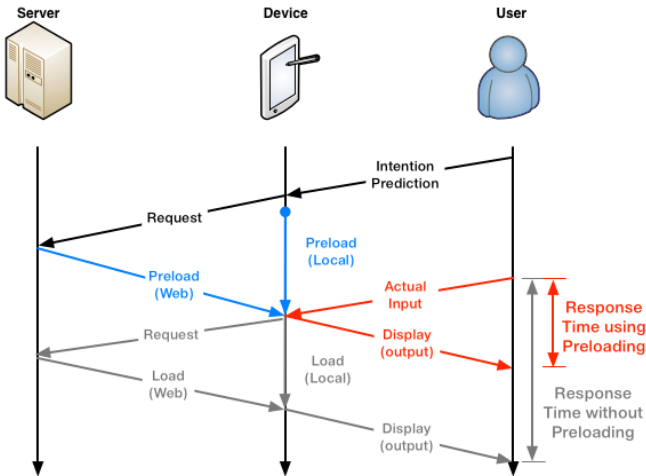 Server
Device
User
Intention
Prediction
Request
Preload
(Local)
Preload
(Web)
Actual
Input
Response
Time using
Preloading
Request
Display
(output)
Load
(Local)
Load
(Web)
Response
Time without
Preloading
Display
(output)